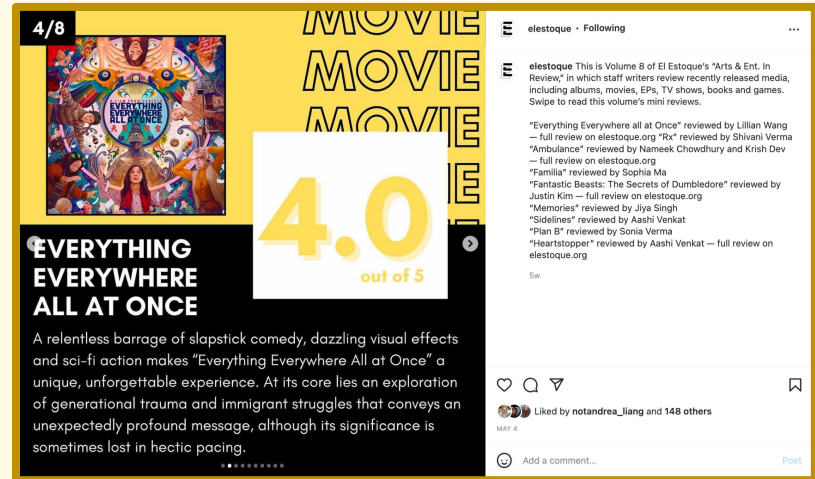 4/8
MOVIE
MOVIE
MOVIE
IE
E
EVERYTHING
EVERYWHERE
ALL AT ONCE
4.0
out of 5
EVERYTHING
EVERYWHERE
ALL AT ONCE
A relentless barrage of slapstick comedy, dazzling visual effects
and sci-fi action makes “Everything Everywhere All at Once” a
unique, unforgettable experience. At its core lies an exploration
of generational trauma and immigrant struggles that conveys an
unexpectedly profound message, although its significance is
sometimes lost in hectic pacing.
elestoque • Following
elestoque This is Volume 8 of El Estoque’s “Arts & Ent. In
Review,” in which staff writers review recently released media,
including albums, movies, EPs, TV shows, books and games.
Swipe to read this volume’s mini reviews.
“Everything Everywhere all at Once” reviewed by Lillian Wang
— full review on elestoque.org “Rx” reviewed by Shivani Verma
“Ambulance” reviewed by Nameek Chowdhury and Krish Dev
— full review on elestoque.org
“Familia” reviewed by Sophia Ma
“Fantastic Beasts: The Secrets of Dumbledore” reviewed by
Justin Kim — full review on elestoque.org
“Memories” reviewed by Jiya Singh
“Sidelines” reviewed by Aashi Venkat
“Plan B” reviewed by Sonia Verma
“Heartstopper” reviewed by Aashi Venkat — full review on
elestoque.org
5w
Liked by notandrea_liang and 148 others
MAY 4
Add a comment...
Post